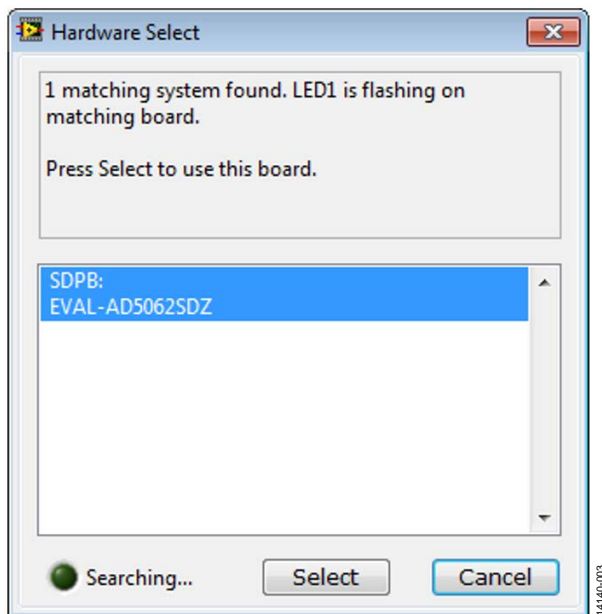 Hardware Select
1 matching system found. LED1 is flashing on
matching board.
Press Select to use this board.
SDPB:
EVAL-AD5062SDZ
Searching...
Select
Cancel